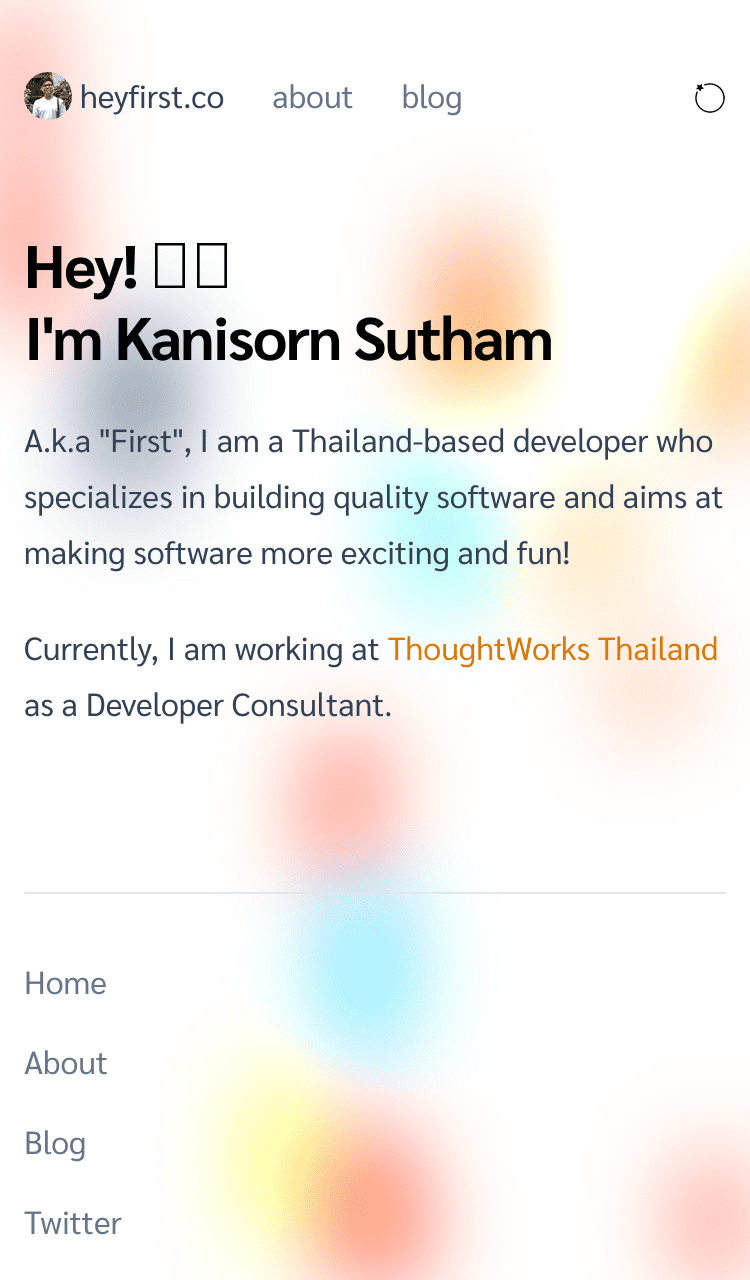 heyfirst.co about blog
Hey!
I'm Kanisorn Sutham
A.k.a "First", I am a Thailand-based developer who
specializes in building quality software and aims at
making software more exciting and fun!
Currently, I am working at ThoughtWorks Thailand
as a Developer Consultant.
Home
About
Blog
Twitter